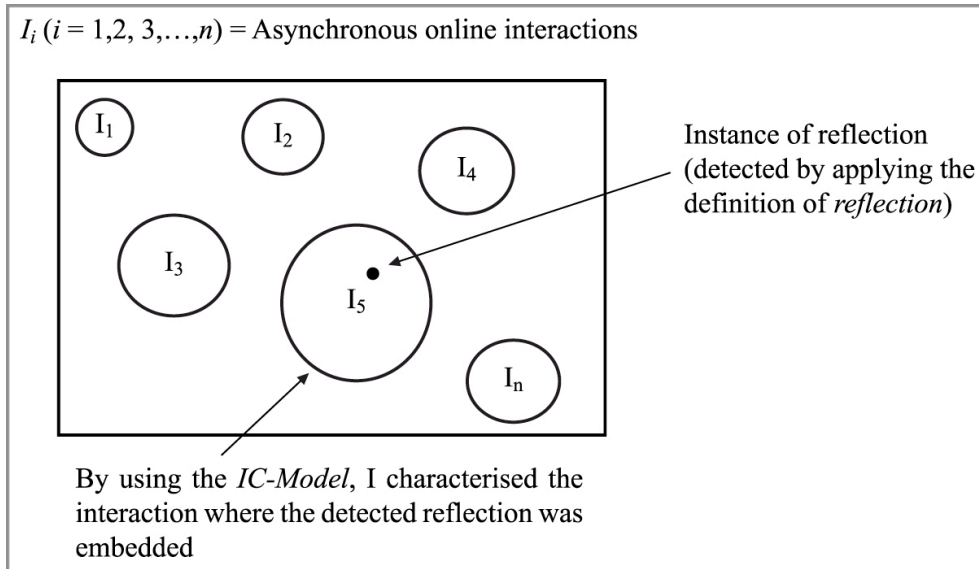 I_i (i = 1,2, 3,…,n) = Asynchronous online interactions
I₁
I₂
I₄
Instance of reflection
(detected by applying the
definition of reflection)
I₃
I₅
Iₙ
By using the IC-Model, I characterised the
interaction where the detected reflection was
embedded